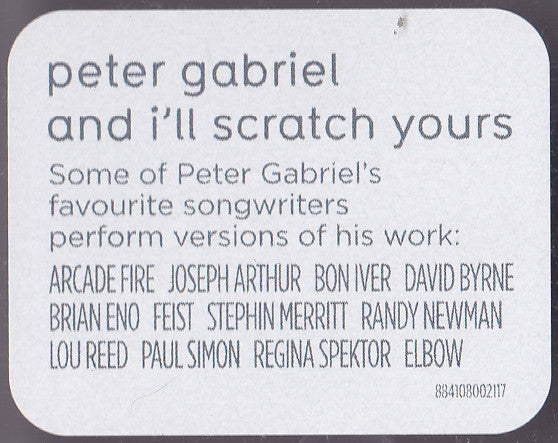 peter gabriel
and i'll scratch yours
Some of Peter Gabriel's
favourite songwriters
perform versions of his work:
ARCADE FIRE JOSEPH ARTHUR BON IVER DAVID BYRNE
BRIAN ENO FEIST STEPHIN MERRITT RANDY NEWMAN
LOU REED PAUL SIMON REGINA SPEKTOR ELBOW
884108002117